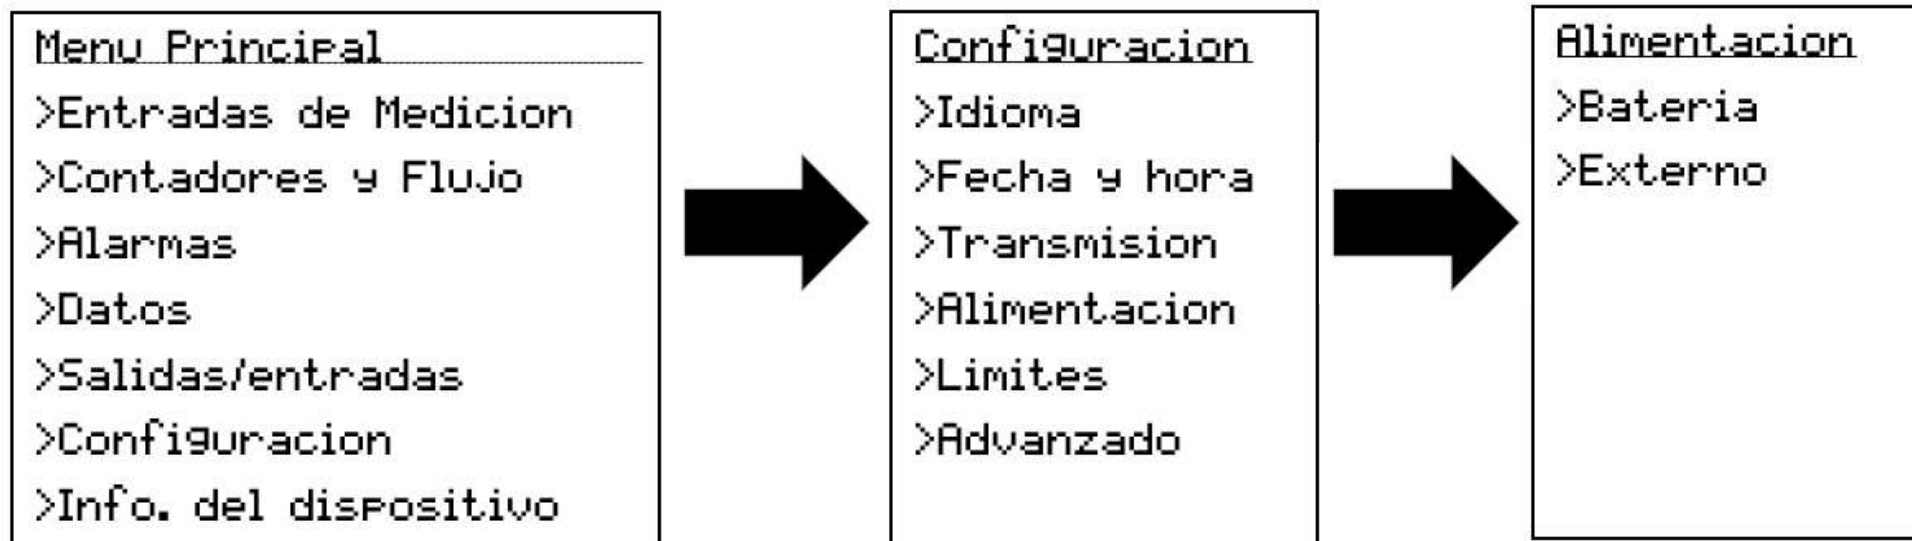 Menu Principal
>Entradas de Medicion
>Contadores y Flujo
>Alarmas
>Datos
>Salidas/entradas
>Configuracion
>Info. del dispositivo
Configuracion
>Idioma
>Fecha y hora
>Transmision
>Alimentacion
>Limites
>Advanzado
Alimentacion
>Bateria
>Externo